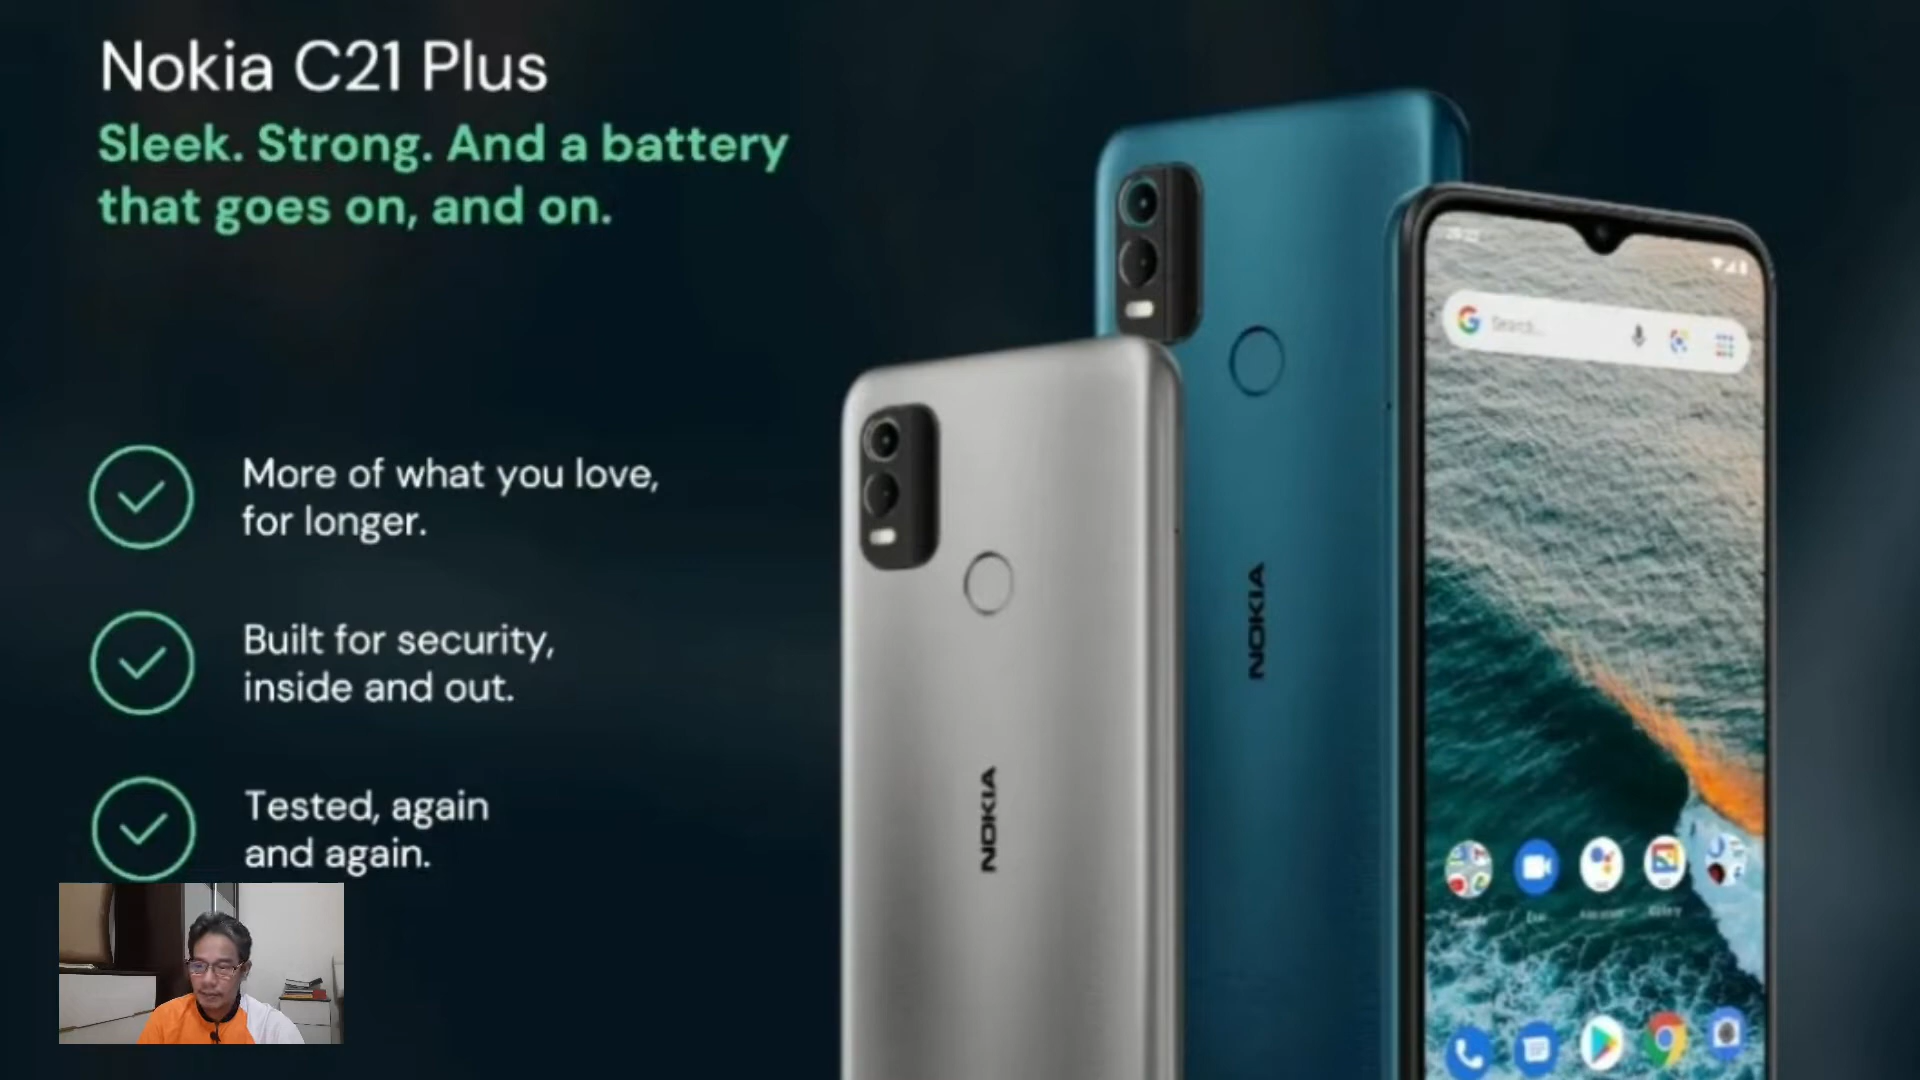 Nokia C21 Plus
Sleek. Strong. And a battery
that goes on, and on.
More of what you love,
for longer.
Built for security,
inside and out.
Tested, again
and again.
NOKIA
NOKIA
Search...